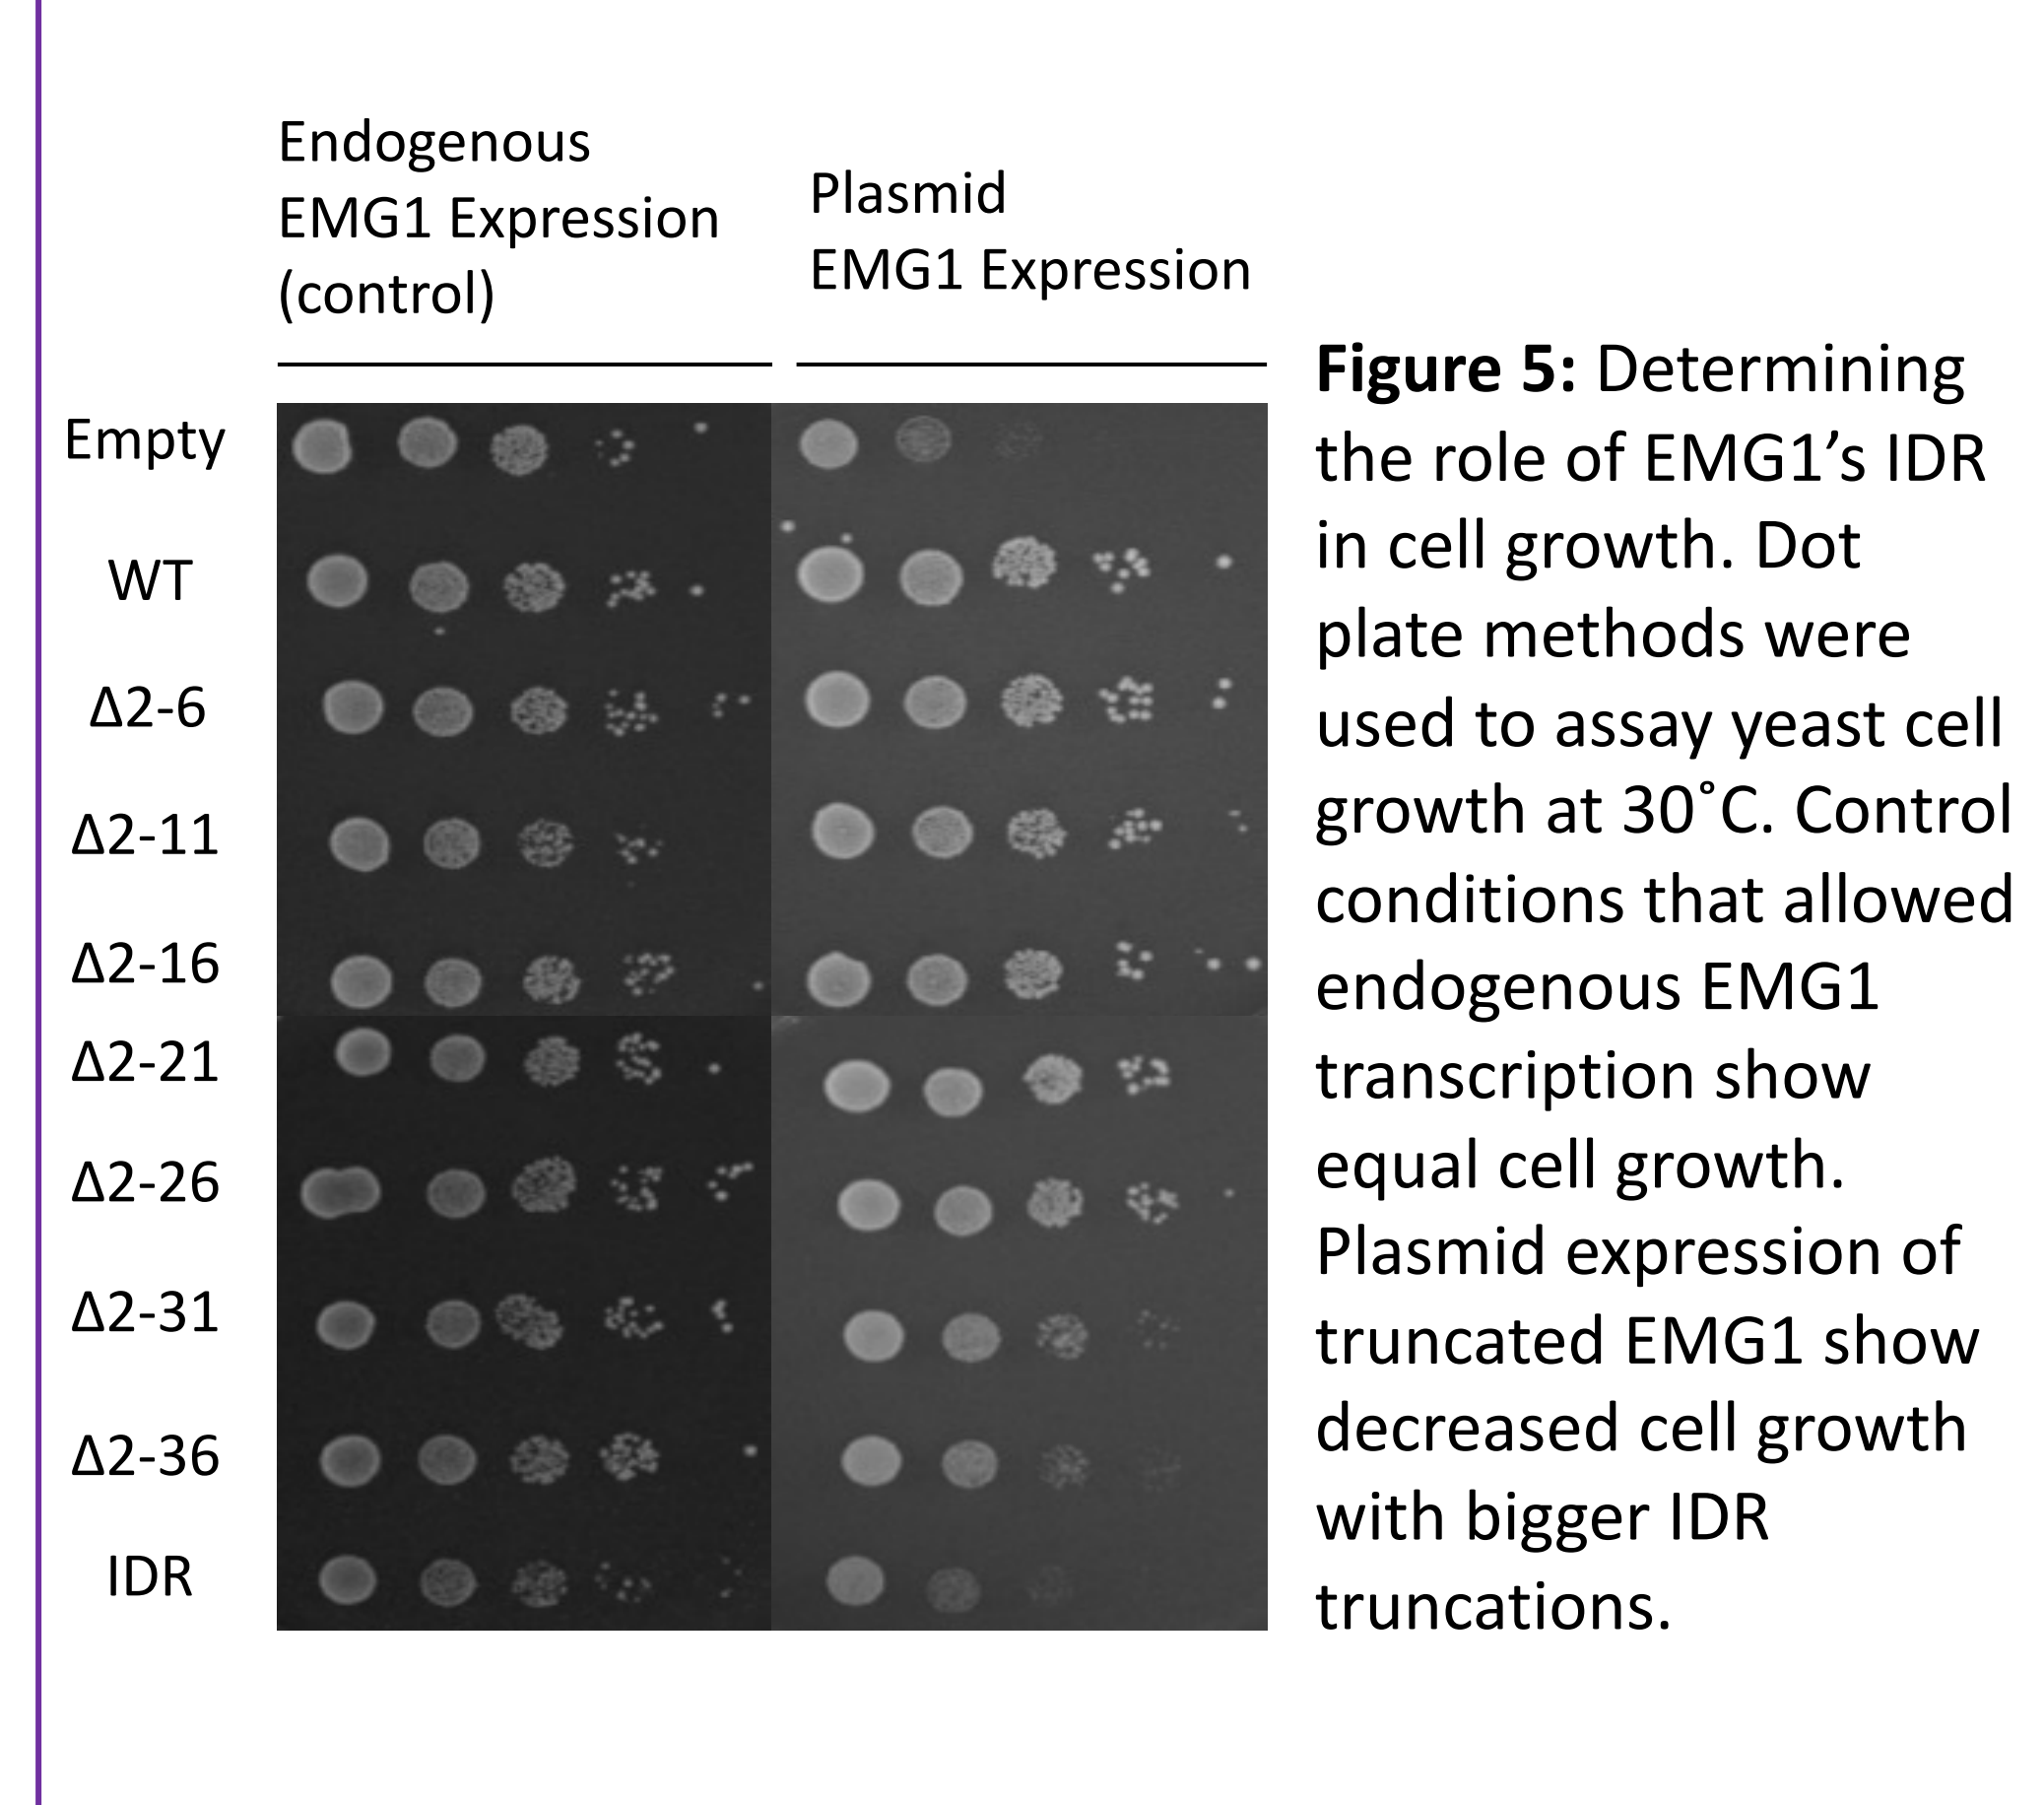 Endogenous
EMG1 Expression
(control)
Plasmid
EMG1 Expression
Empty
WT
Δ2-6
Δ2-11
Δ2-16
Δ2-21
Δ2-26
Δ2-31
Δ2-36
IDR
Figure 5: Determining
the role of EMG1’s IDR
in cell growth. Dot
plate methods were
used to assay yeast cell
growth at 30˚C. Control
conditions that allowed
endogenous EMG1
transcription show
equal cell growth.
Plasmid expression of
truncated EMG1 show
decreased cell growth
with bigger IDR
truncations.